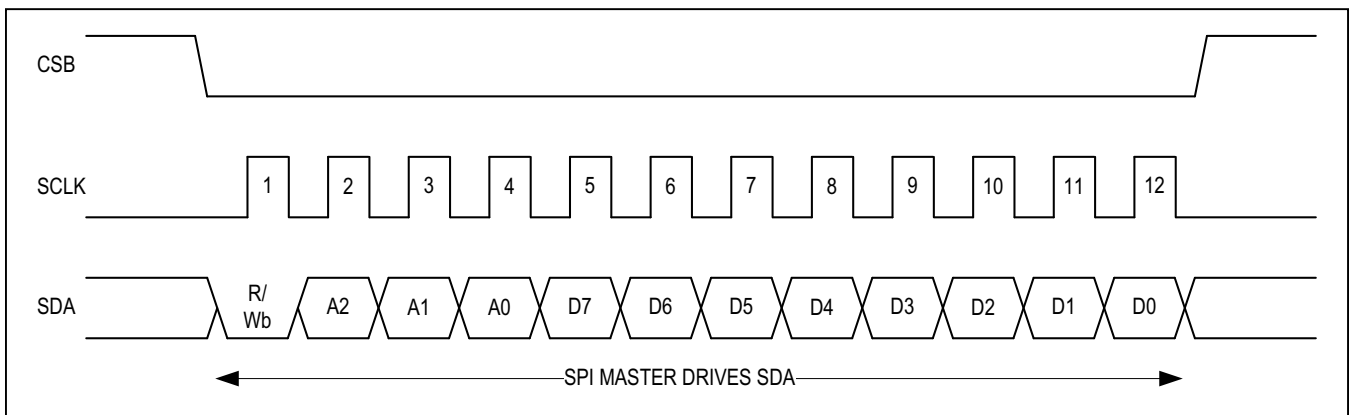 CSB
SCLK
1 2 3 4 5 6 7 8 9 10 11 12
SDA
R/
Wb
A2 A1 A0 D7 D6 D5 D4 D3 D2 D1 D0
SPI MASTER DRIVES SDA